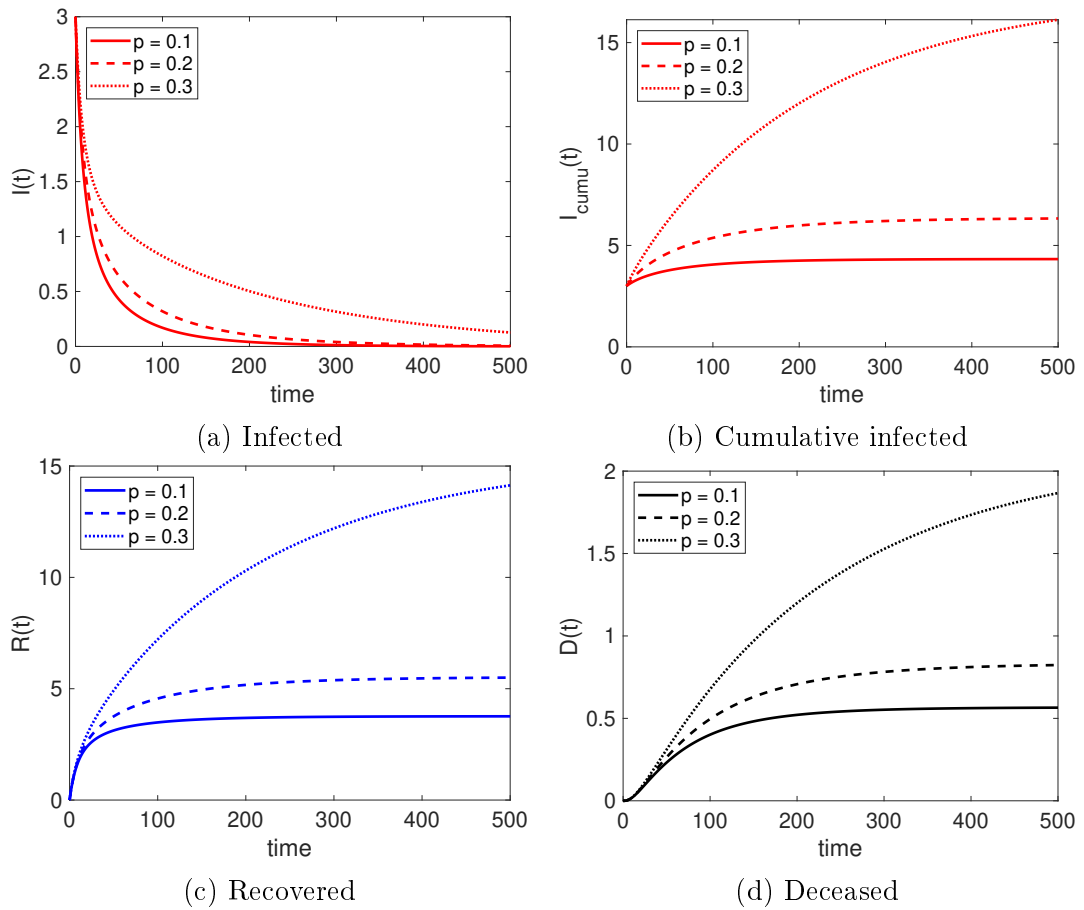 3
2.5
2
1.5
1
0.5
0
I(t)
p = 0.1
p = 0.2
p = 0.3
0 100 200 300 400 500
time
(a) Infected
15
10
5
0
I_cumu(t)
p = 0.1
p = 0.2
p = 0.3
0 100 200 300 400 500
time
(b) Cumulative infected
15
10
5
0
R(t)
p = 0.1
p = 0.2
p = 0.3
0 100 200 300 400 500
time
(c) Recovered
2
1.5
1
0.5
0
D(t)
p = 0.1
p = 0.2
p = 0.3
0 100 200 300 400 500
time
(d) Deceased